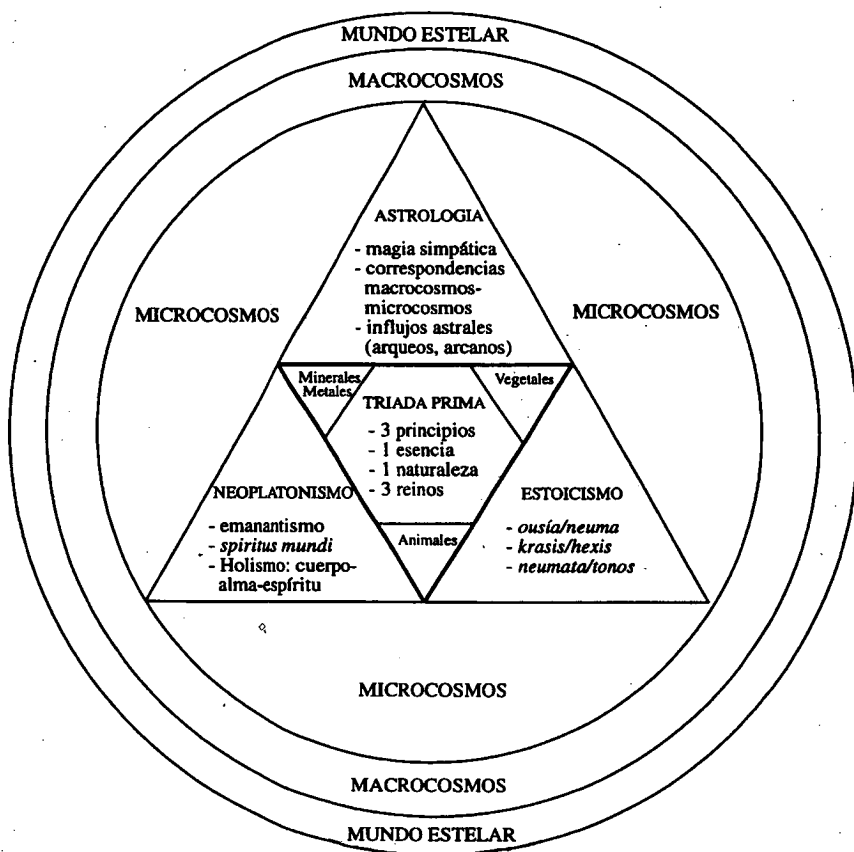 MUNDO ESTELAR
MACROCOSMOS
ASTROLOGIA
- magia simpática
- correspondencias
macrocosmos-
microcosmos
- influjos astrales
(arqueos, arcanos)
MICROCOSMOS
MICROCOSMOS
Minerales
Metales
Vegetales
TRIADA PRIMA
- 3 principios
- 1 esencia
- 1 naturaleza
- 3 reinos
Animales
NEOPLATONISMO
- emanantismo
- spiritus mundi
- Holismo: cuerpo-
alma-espíritu
ESTOICISMO
- ousía/neuma
- krasis/hexis
- neumata/tonos
MICROCOSMOS
MACROCOSMOS
MUNDO ESTELAR